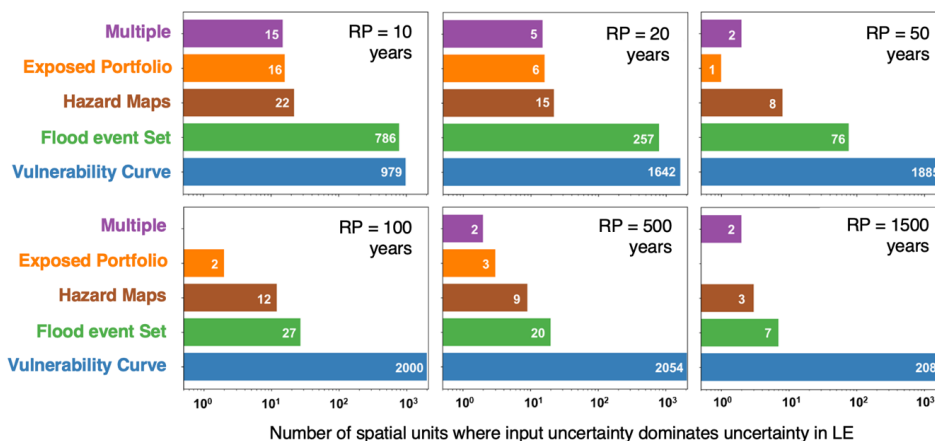 Multiple
Exposed Portfolio
Hazard Maps
Flood event Set
Vulnerability Curve
RP = 10
years
15
16
22
786
979
RP = 20
years
5
6
15
257
1642
RP = 50
years
2
1
8
76
1885
Multiple
Exposed Portfolio
Hazard Maps
Flood event Set
Vulnerability Curve
RP = 100
years
2
12
27
2000
RP = 500
years
2
3
9
20
2054
RP = 1500
years
2
3
7
208
10⁰ 10¹ 10² 10³
10⁰ 10¹ 10² 10³
10⁰ 10¹ 10² 10³
Number of spatial units where input uncertainty dominates uncertainty in LE